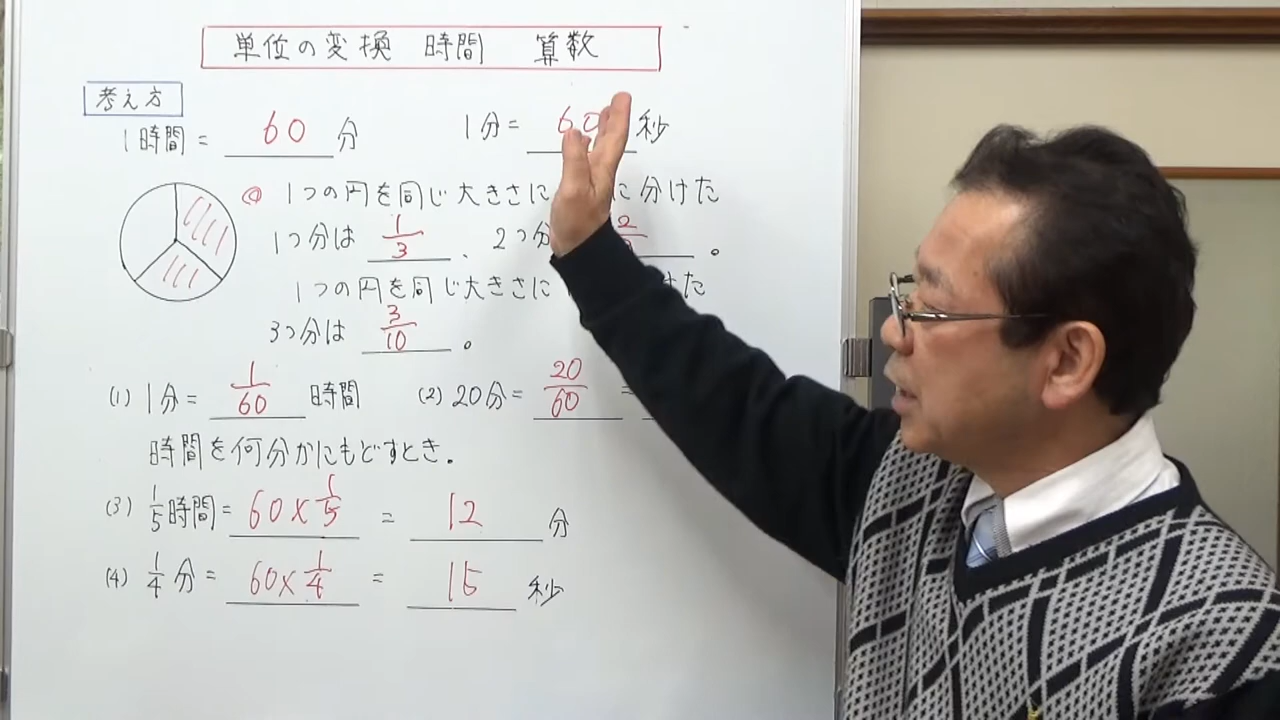 単位の変換 時間 算数
考え方
1時間 = 60 分 1分 = 60 秒
◎ 1つの円を同じ大きさに に分けた
1つ分は 1/3 、2つ分 2 。
1つの円を同じ大きさに けた
3つ分は 3/10 。
(1) 1分 = 1/60 時間 (2) 20分 = 20/60 =
時間を何分かにもどすとき.
(3) 1/5時間 = 60×1/5 = 12 分
(4) 1/4分 = 60×1/4 = 15 秒